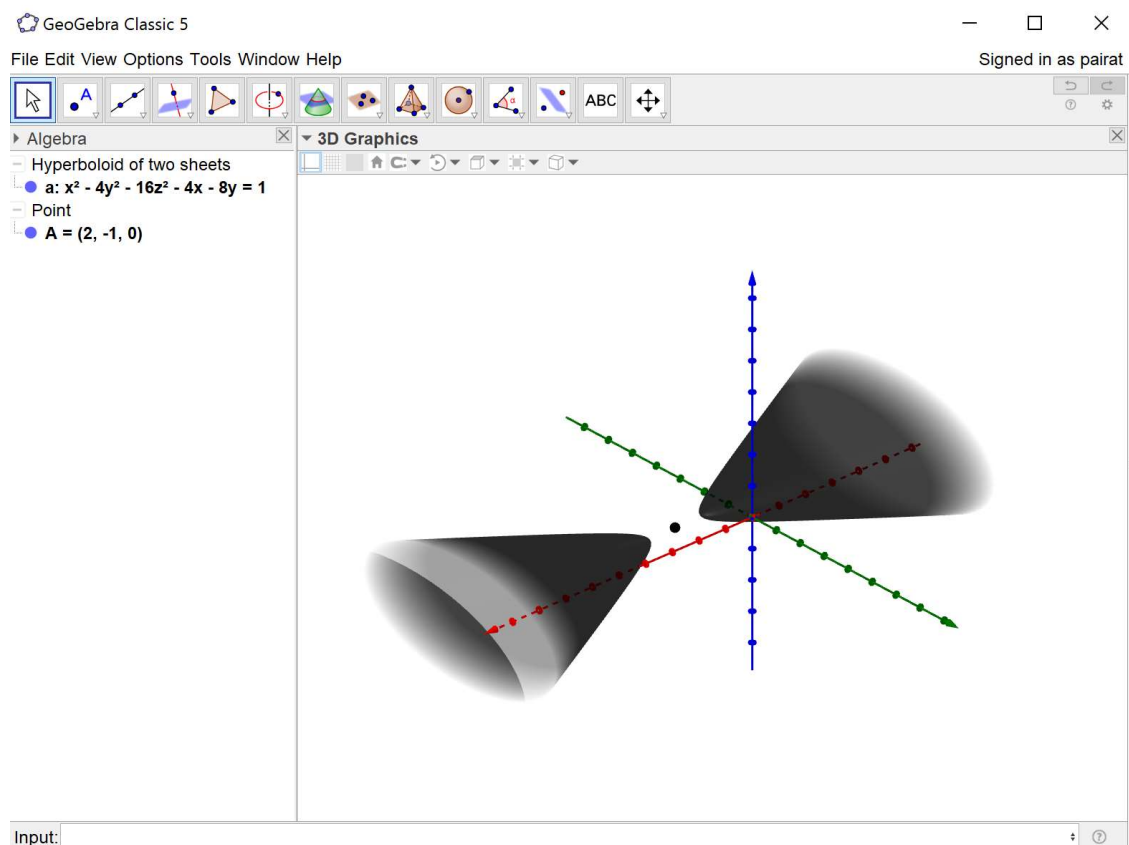 GeoGebra Classic 5
File Edit View Options Tools Window Help
Signed in as pairat
A
α
ABC
Algebra
3D Graphics
Hyperboloid of two sheets
a: x² - 4y² - 16z² - 4x - 8y = 1
Point
A = (2, -1, 0)
Input: